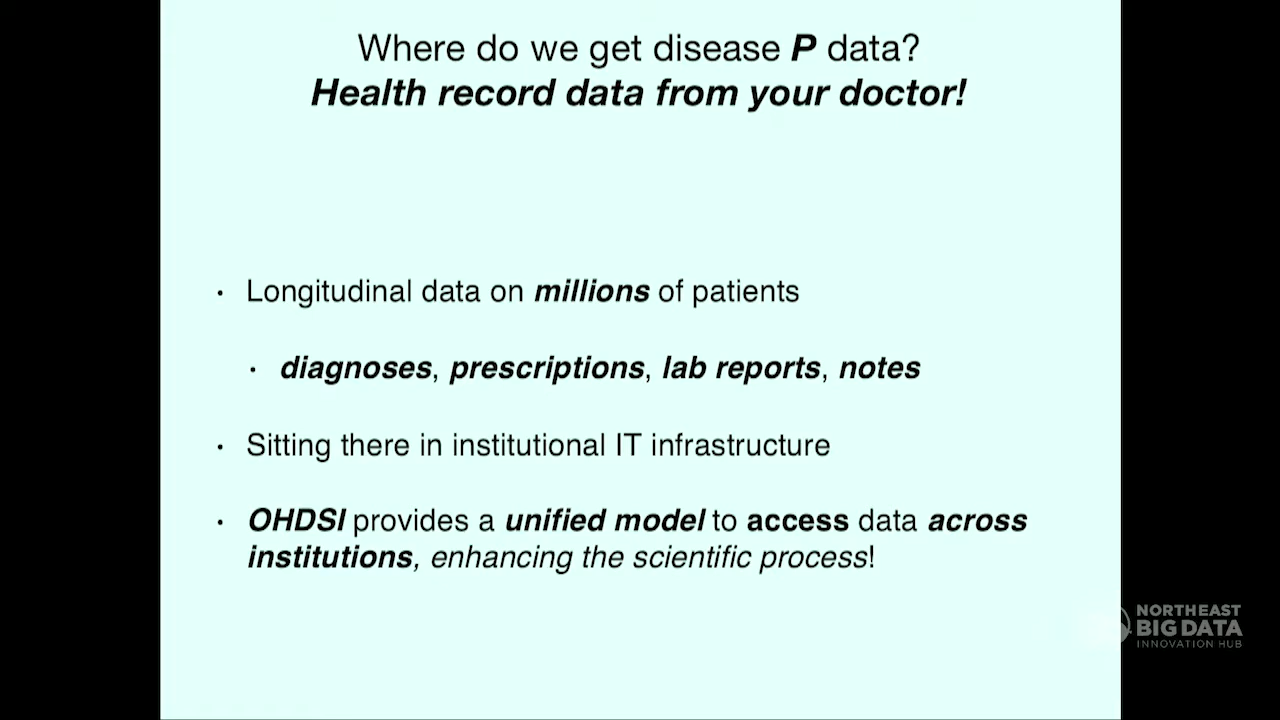 Where do we get disease P data?
Health record data from your doctor!
· Longitudinal data on millions of patients
· diagnoses, prescriptions, lab reports, notes
· Sitting there in institutional IT infrastructure
· OHDSI provides a unified model to access data across
institutions, enhancing the scientific process!
NORTHEAST
BIG DATA
INNOVATION HUB